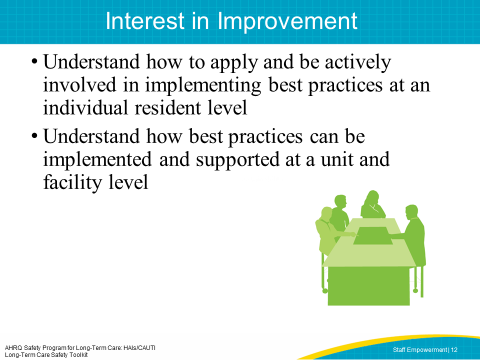 Interest in Improvement
• Understand how to apply and be actively
involved in implementing best practices at an
individual resident level
• Understand how best practices can be
implemented and supported at a unit and
facility level
AHRQ Safety Program for Long-Term Care: HAIs/CAUTI
Long-Term Care Safety Toolkit
Staff Empowerment| 12